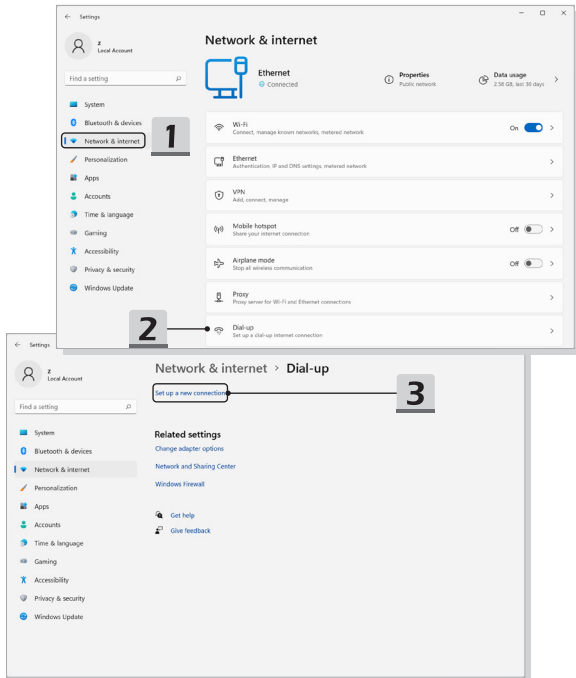 Settings
z
Local Account
Find a setting
System
Bluetooth & devices
Network & internet
Personalization
Apps
Accounts
Time & language
Gaming
Accessibility
Privacy & security
Windows Update
1
Network & internet
Ethernet
Connected
Properties
Public network
Data usage
2.58 GB, last 30 days
Wi-Fi
Connect, manage known networks, metered network
On
Ethernet
Authentication, IP and DNS settings, metered network
VPN
Add, connect, manage
Mobile hotspot
Share your internet connection
Off
Airplane mode
Stop all wireless communication
Off
Proxy
Proxy server for Wi-Fi and Ethernet connections
2
Dial-up
Set up a dial-up internet connection
Settings
z
Local Account
Find a setting
System
Bluetooth & devices
Network & internet
Personalization
Apps
Accounts
Time & language
Gaming
Accessibility
Privacy & security
Windows Update
Network & internet > Dial-up
Set up a new connection
3
Related settings
Change adapter options
Network and Sharing Center
Windows Firewall
Get help
Give feedback